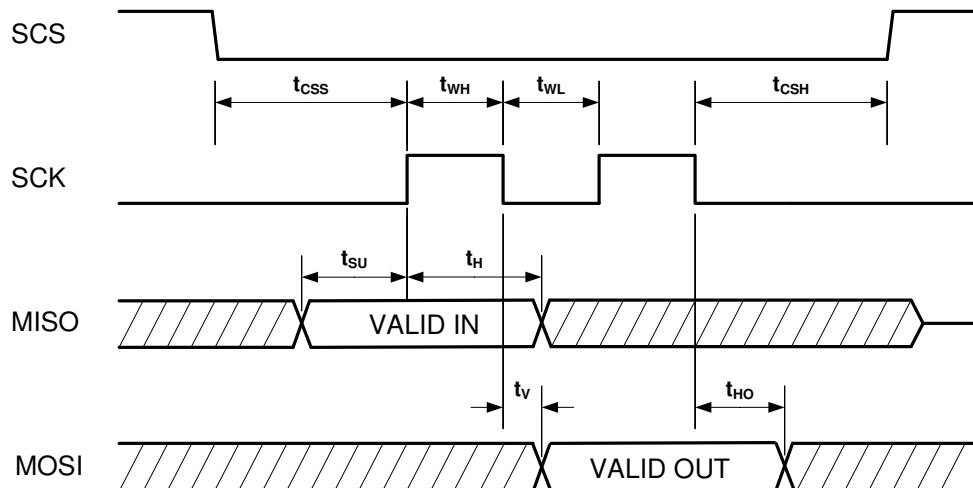 SCS
tCSS tWH tWL tCSH
SCK
tSU tH
MISO VALID IN
tV tHO
MOSI VALID OUT